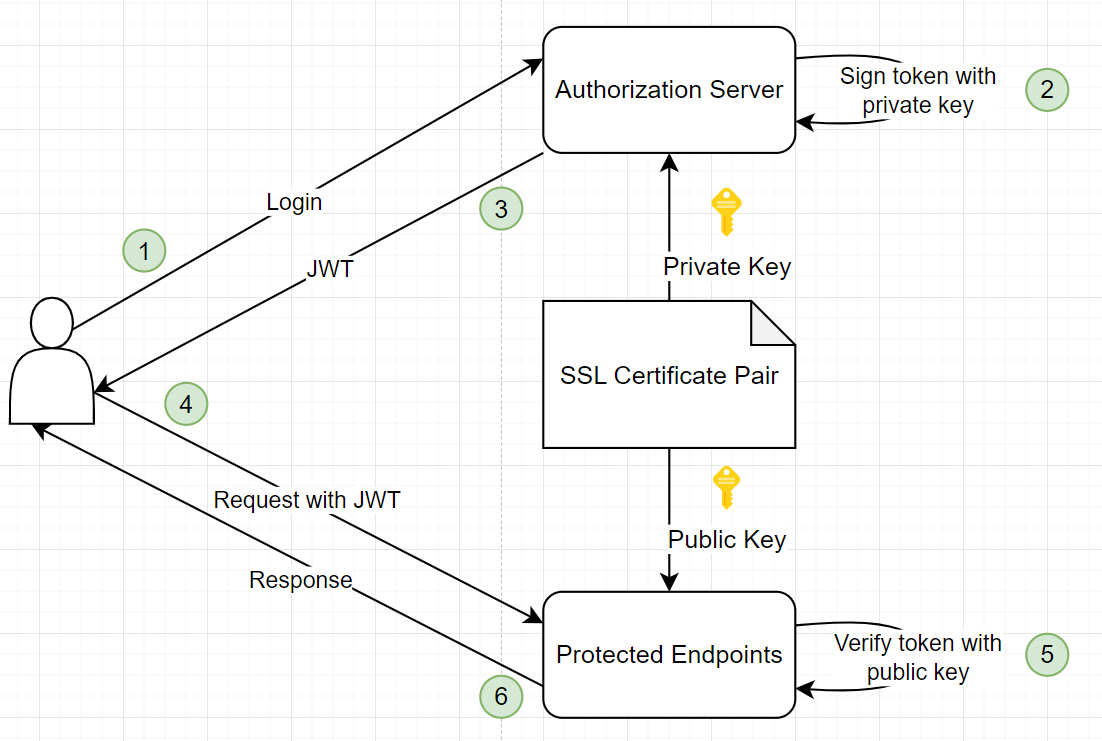 Authorization Server
Sign token with
private key
2
Login
3
1
JWT
Private Key
SSL Certificate Pair
4
Request with JWT
Public Key
Response
Protected Endpoints
Verify token with
public key
5
6